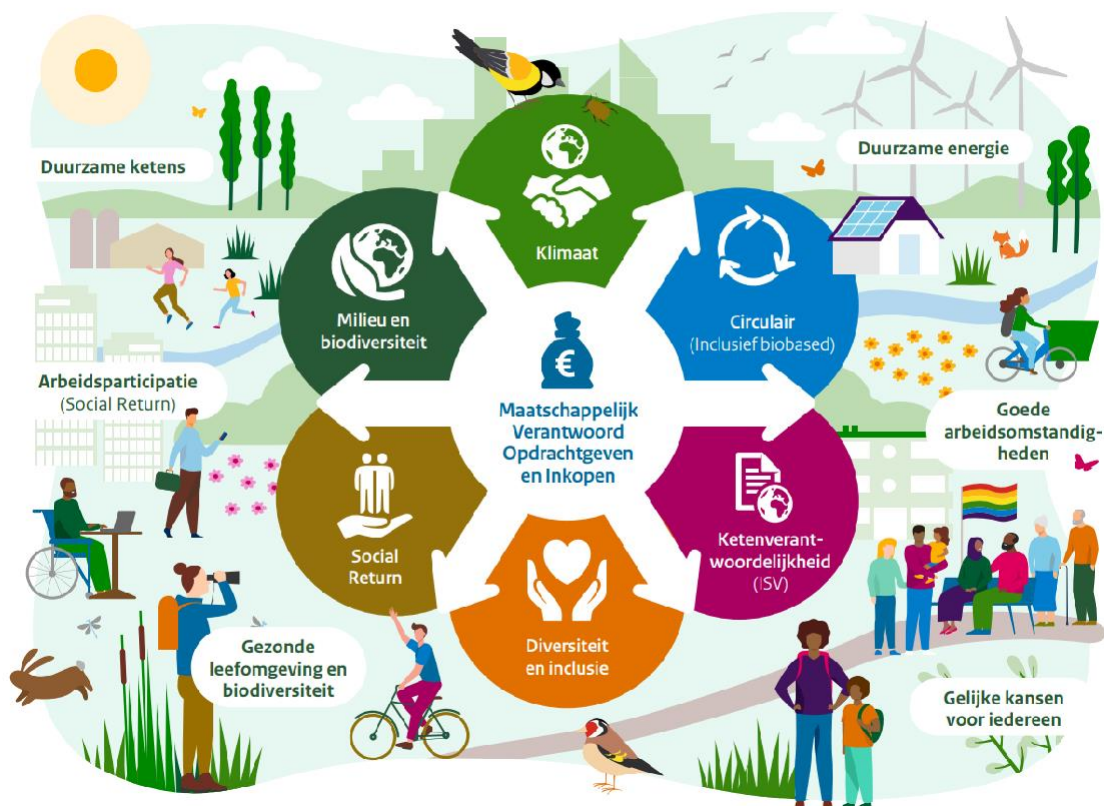 Duurzame ketens
Duurzame energie
Klimaat
Milieu en
biodiversiteit
Circulair
(Inclusief biobased)
€
Maatschappelijk
Verantwoord
Opdrachtgeven
en Inkopen
Arbeidsparticipatie
(Social Return)
Goede
arbeidsomstandig-
heden
Social
Return
Ketenverant-
woordelijkheid
(ISV)
Diversiteit
en inclusie
Gezonde
leefomgeving en
biodiversiteit
Gelijke kansen
voor iedereen